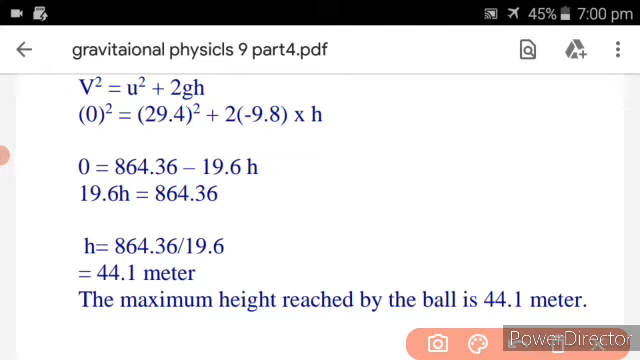 45% 7:00 pm
gravitaional physicls 9 part4.pdf
V² = u² + 2gh
(0)² = (29.4)² + 2(-9.8) x h
0 = 864.36 – 19.6 h
19.6h = 864.36
h= 864.36/19.6
= 44.1 meter
The maximum height reached by the ball is 44.1 meter.
PowerDirector